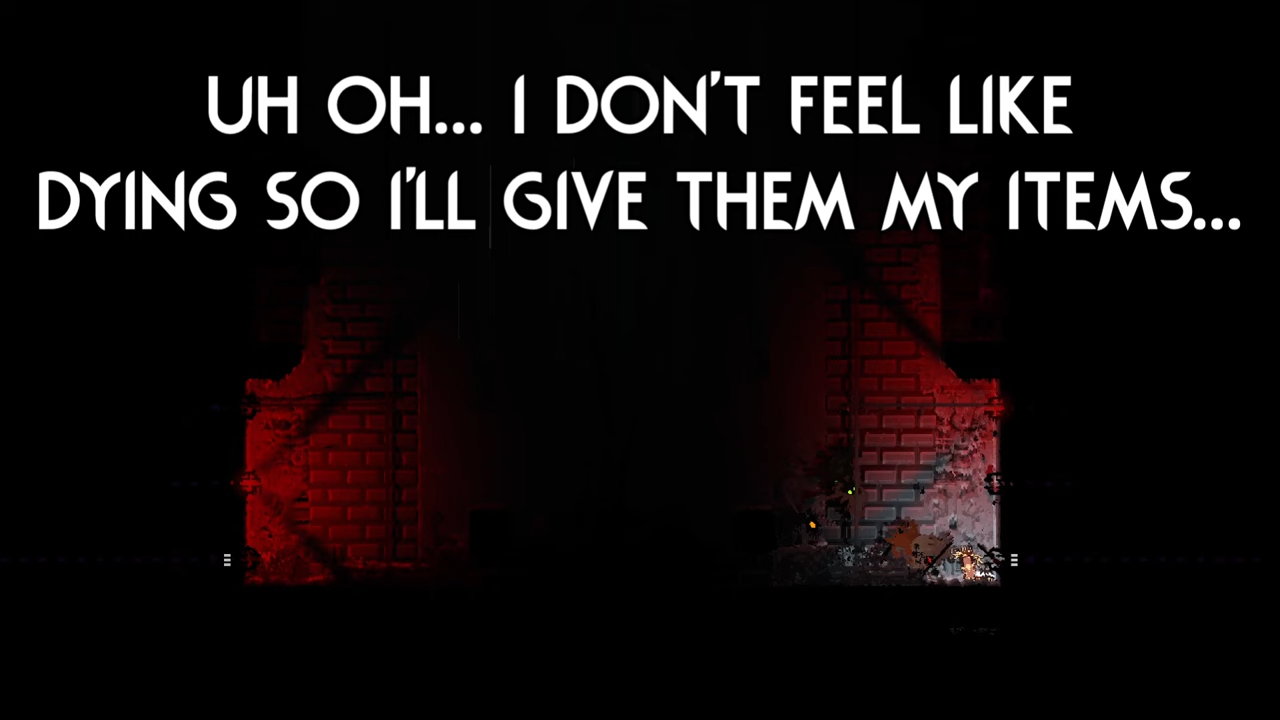 UH OH... I DON'T FEEL LIKE
DYING SO I'LL GIVE THEM MY ITEMS...